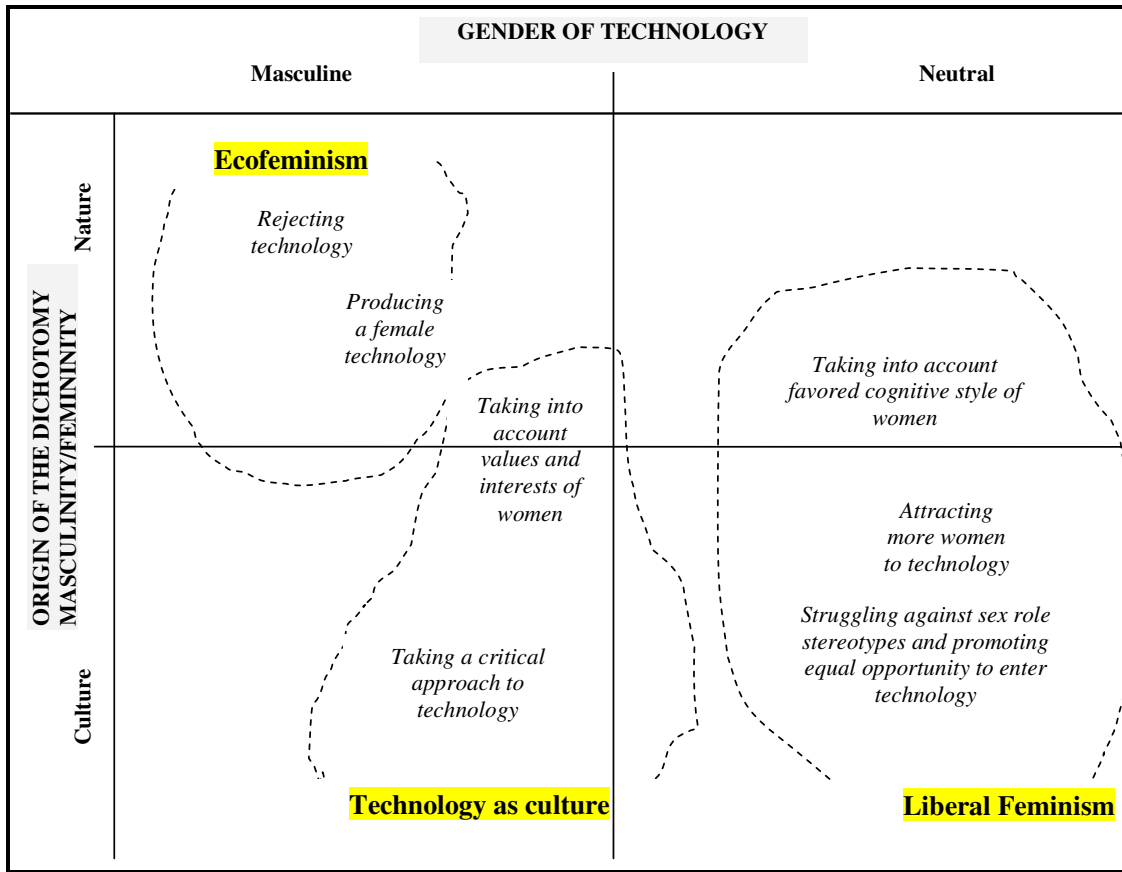 GENDER OF TECHNOLOGY
Masculine
Neutral
ORIGIN OF THE DICHOTOMY
MASCULINITY/FEMININITY
Nature
Culture
Ecofeminism
Rejecting
technology
Producing
a female
technology
Taking into
account
values and
interests of
women
Taking a critical
approach to
technology
Technology as culture
Taking into account
favored cognitive style of
women
Attracting
more women
to technology
Struggling against sex role
stereotypes and promoting
equal opportunity to enter
technology
Liberal Feminism